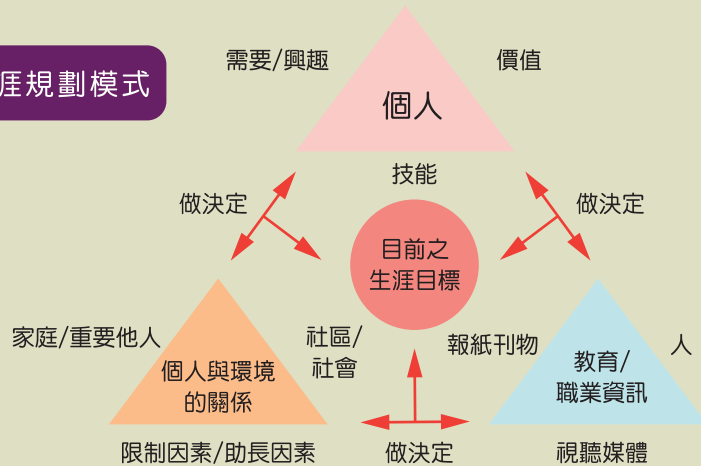 涯規劃模式
需要/興趣
價值
個人
技能
做決定
做決定
目前之
生涯目標
家庭/重要他人
社區/
社會
報紙刊物
人
個人與環境
的關係
教育/
職業資訊
限制因素/助長因素
做決定
視聽媒體